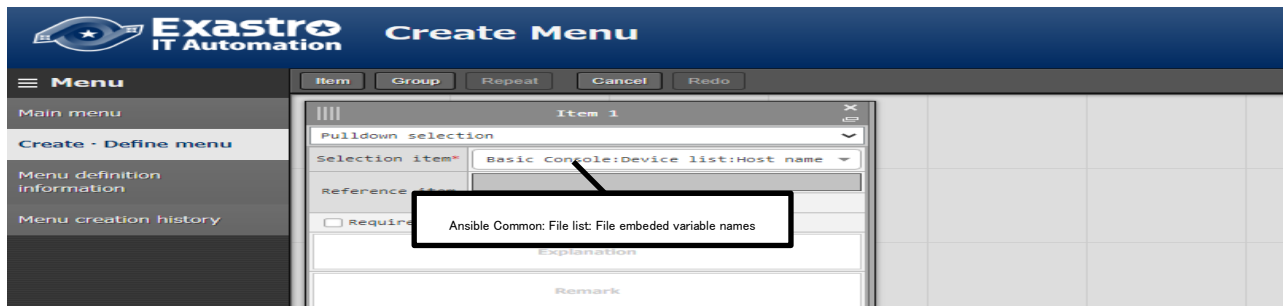 Exastro
IT Automation
Create Menu
Menu
Item Group Repeat Cancel Redo
Main menu
Create · Define menu
Menu definition
information
Menu creation history
Item 1
Pulldown selection
Selection item* Basic Console:Device list:Host name
Reference item
Require
Ansible Common: File list: File embeded variable names
Explanation
Remark